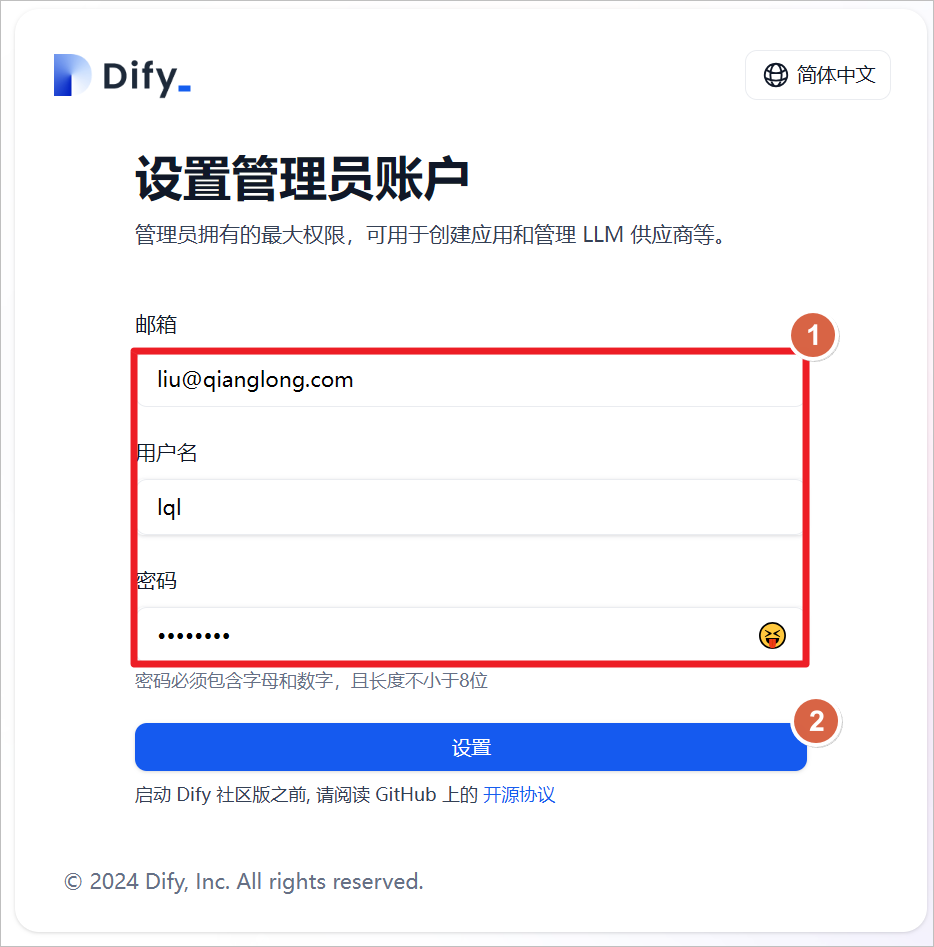 Dify_
简体中文
设置管理员账户
管理员拥有的最大权限，可用于创建应用和管理 LLM 供应商等。
邮箱
1
liu@qianglong.com
用户名
lql
密码
••••••••
密码必须包含字母和数字，且长度不小于8位
2
设置
启动 Dify 社区版之前, 请阅读 GitHub 上的 开源协议
© 2024 Dify, Inc. All rights reserved.